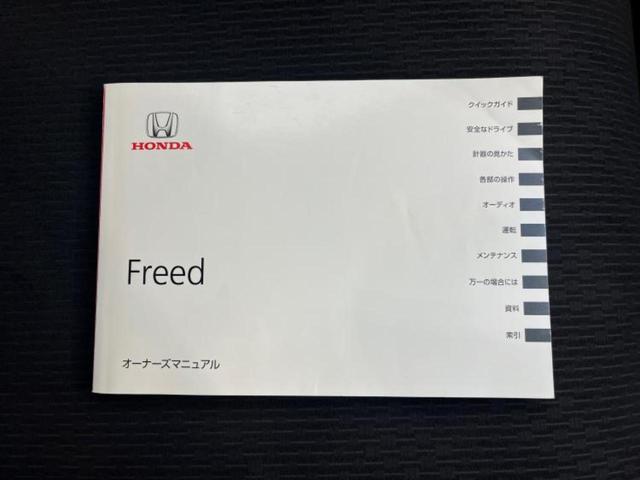 HONDA
Freed
オーナーズマニュアル
クイックガイド
安全なドライブ
計器の見かた
各部の操作
オーディオ
運転
メンテナンス
万一の場合には
資料
索引